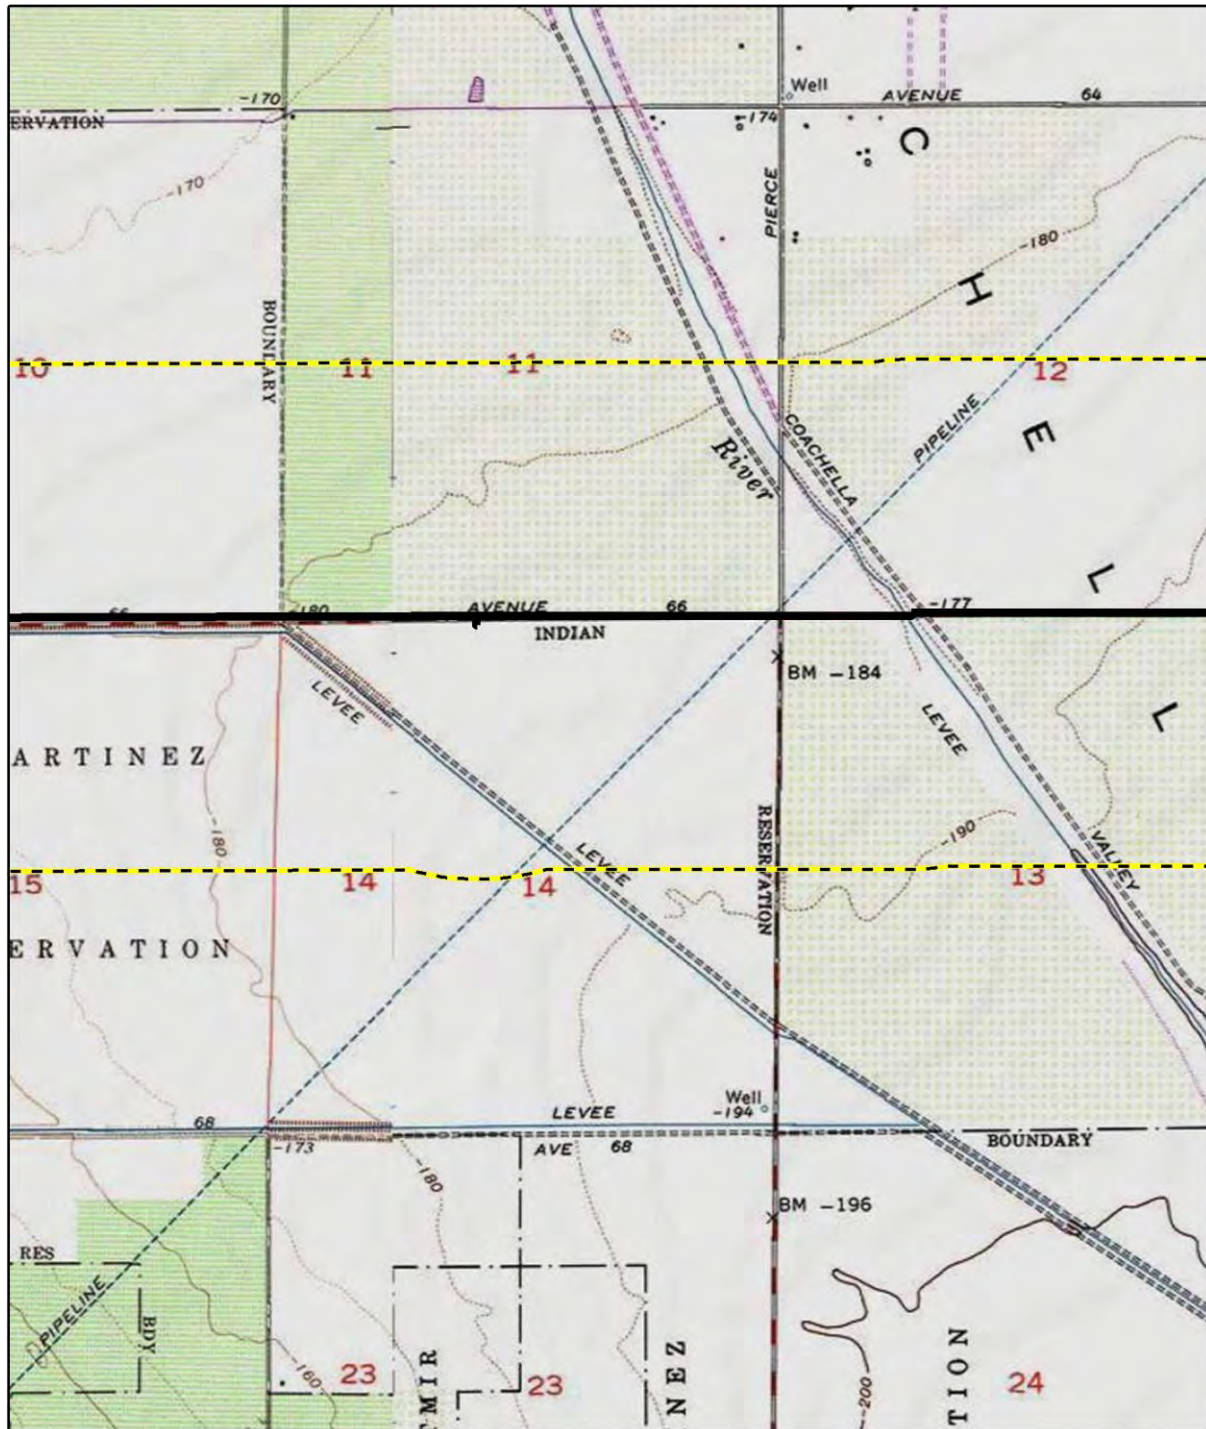 Well
-170
AVENUE 64
ERVATION
-174
C
-170
PIERCE
-180
H
BOUNDARY
10
11
11
12
COACHELLA
PIPELINE
E
River
L
66
-180
AVENUE 66
-177
INDIAN
BM -184
LEVEE
LEVEE
L
ARTINEZ
RESERVATION
-180
-190
VALLEY
LEVEE
15
14
14
13
ERVATION
Well
-194
68
LEVEE
BOUNDARY
-173
AVE 68
-180
BM -196
RES
PIPELINE
BDY
TMIR
NEZ
TION
-160
23
23
24
-200